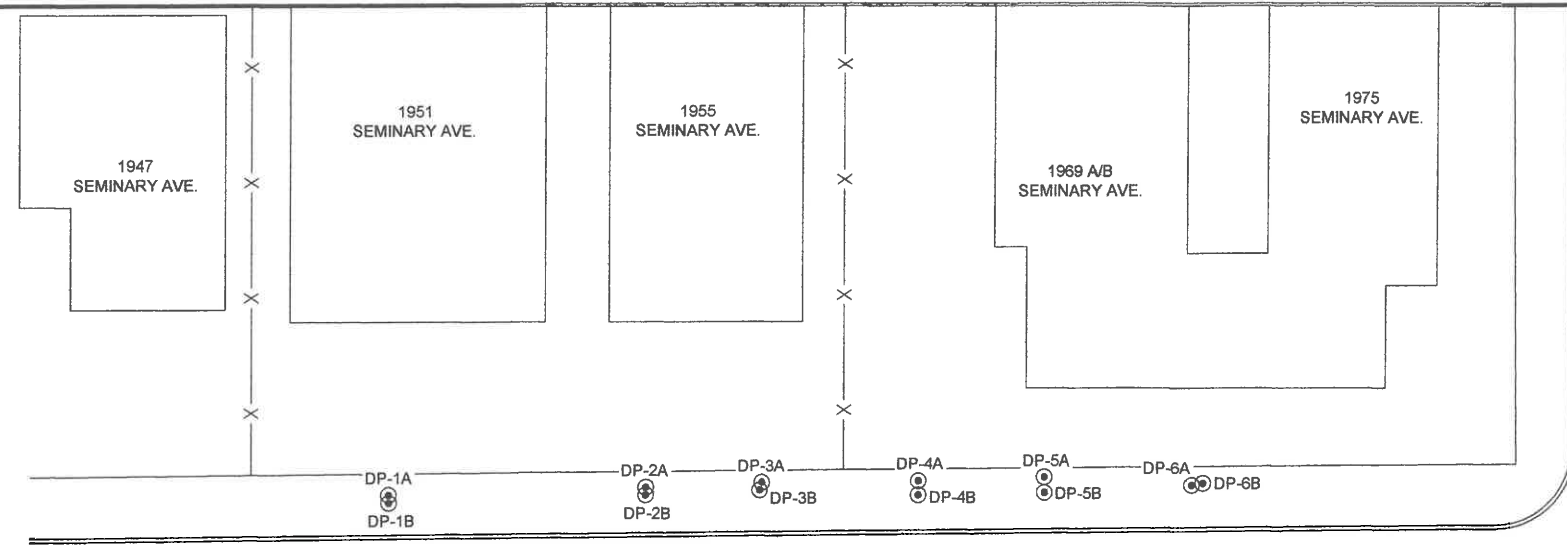 1947
SEMINARY AVE.
1951
SEMINARY AVE.
1955
SEMINARY AVE.
1969 A/B
SEMINARY AVE.
1975
SEMINARY AVE.
DP-1A
DP-1B
DP-2A
DP-2B
DP-3A
DP-3B
DP-4A
DP-4B
DP-5A
DP-5B
DP-6A
DP-6B